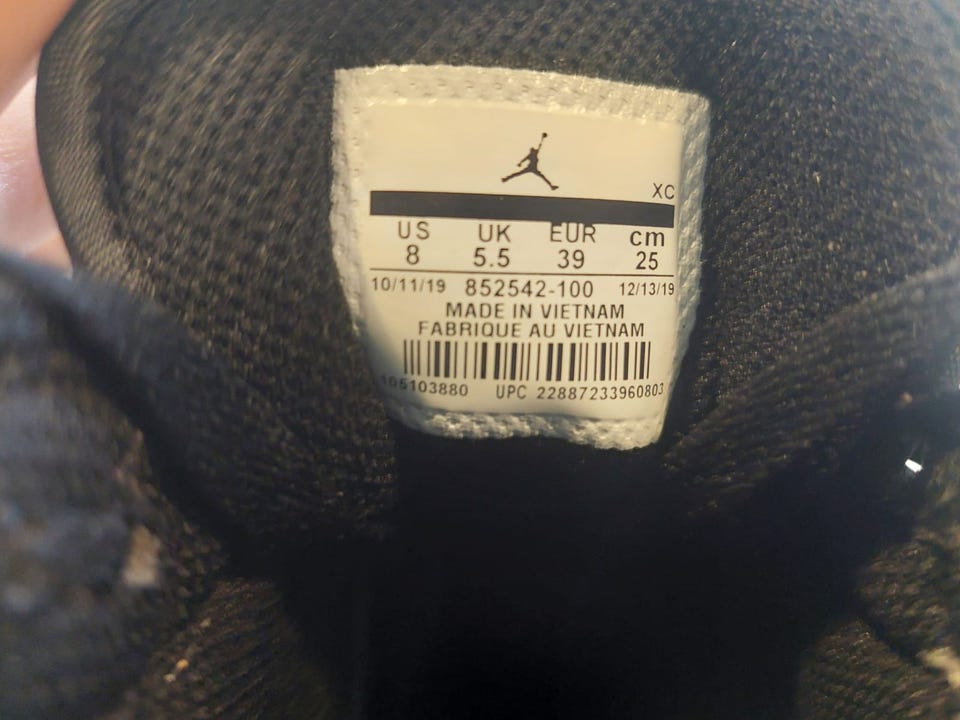 XC
US UK EUR cm
8 5.5 39 25
10/11/19 852542-100 12/13/19
MADE IN VIETNAM
FABRIQUE AU VIETNAM
UPC 22887233960803